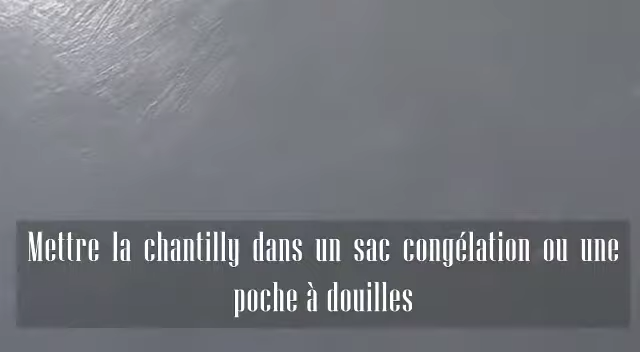 Mettre la chantilly dans un sac congélation ou une
poche à douilles